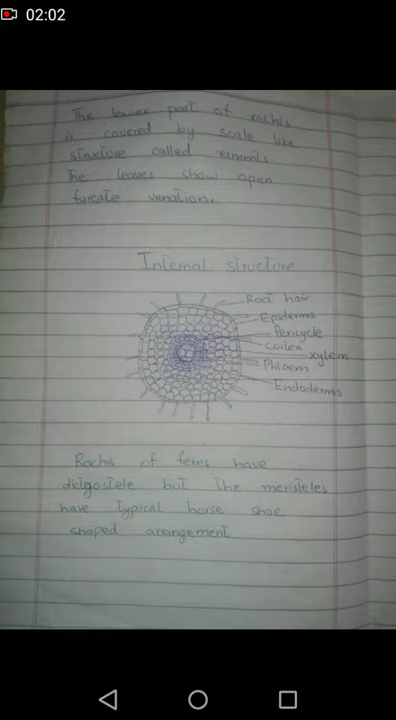 02:02
The lower part of rachis
is covered by scale like
structure called raments
The leaves show open
furcate venation.
Internal structure
Root hair
Epidermis
Pericycle
cortex
xylem
Phloem
Endodermis
Rachis of ferns have
dictyostele but the meristeles
have typical horse shoe
shaped arrangement